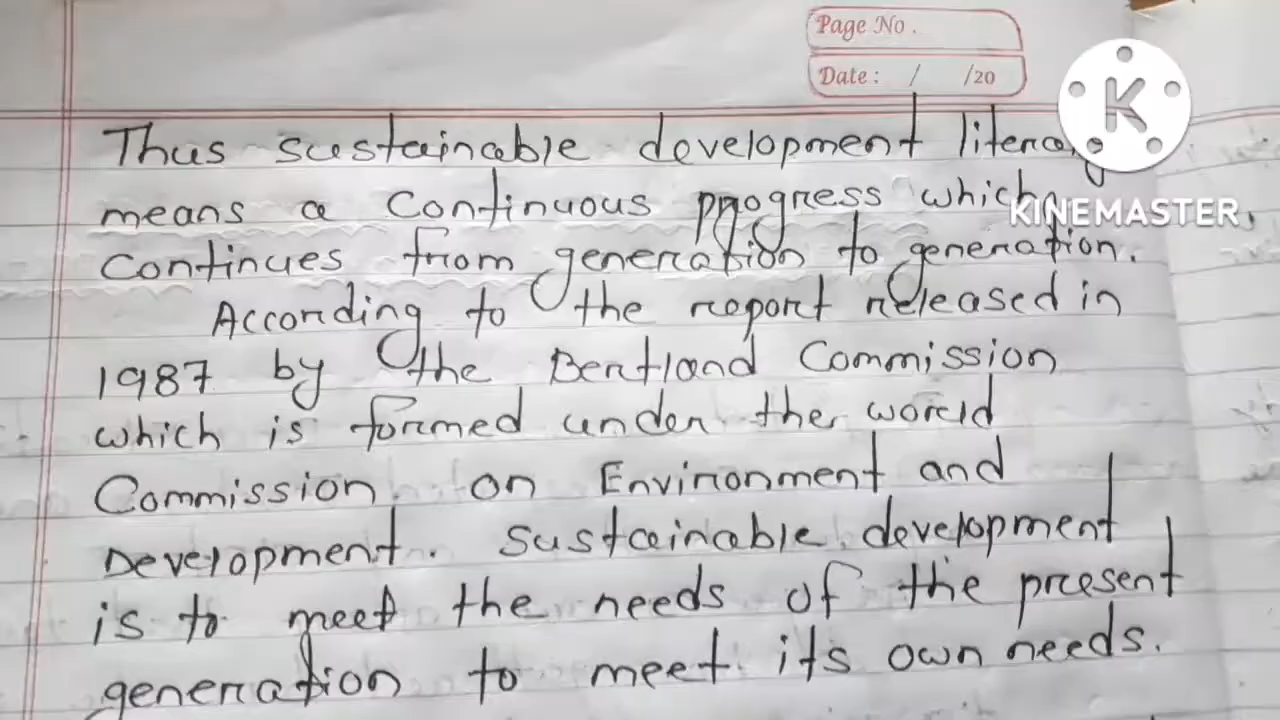 Page No.
Date: / /20
K
KINEMASTER
Thus sustainable development literacy
means a continuous progress which
continues from generation to generation.
According to the report released in
1987 by the Bentland Commission
which is formed under the world
Commission on Environment and
Development. Sustainable development
is to meet the needs of the present
generation to meet its own needs.